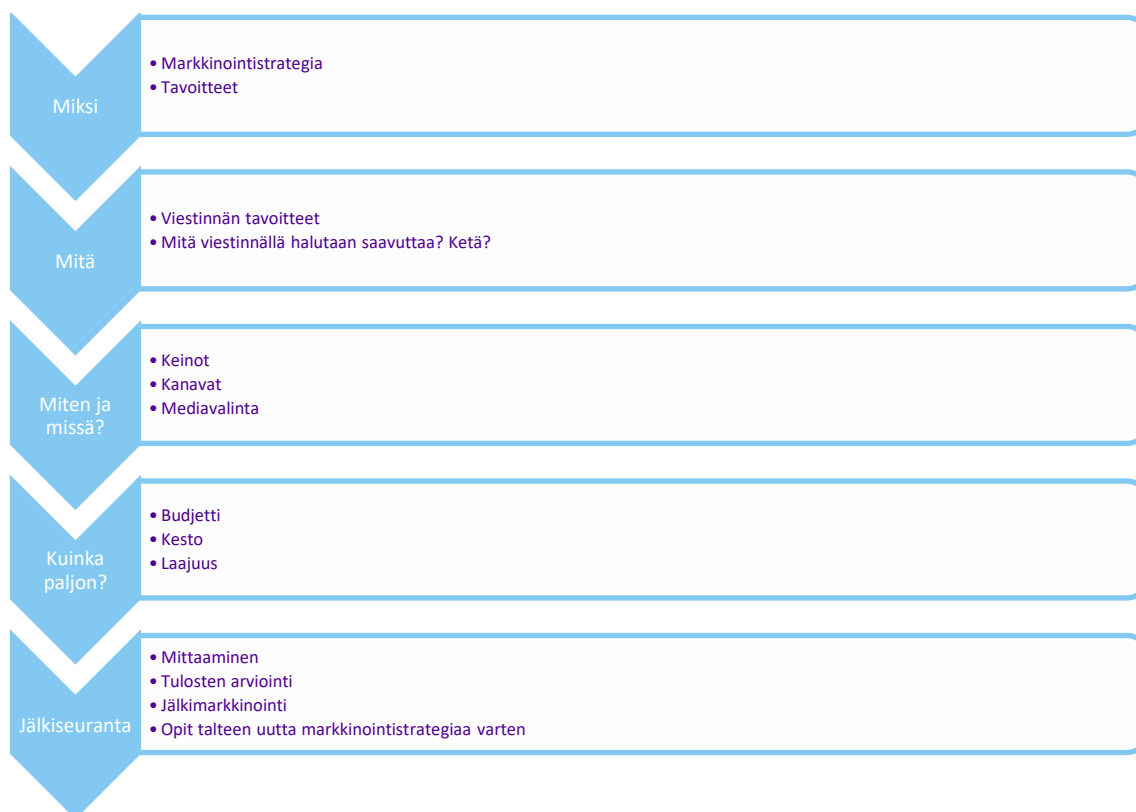 Miksi
• Markkinointistrategia
• Tavoitteet
Mitä
• Viestinnän tavoitteet
• Mitä viestinnällä halutaan saavuttaa? Ketä?
Miten ja
missä?
• Keinot
• Kanavat
• Mediavalinta
Kuinka
paljon?
• Budjetti
• Kesto
• Laajuus
Jälkiseuranta
• Mittaaminen
• Tulosten arviointi
• Jälkimarkkinointi
• Opit talteen uutta markkinointistrategiaa varten